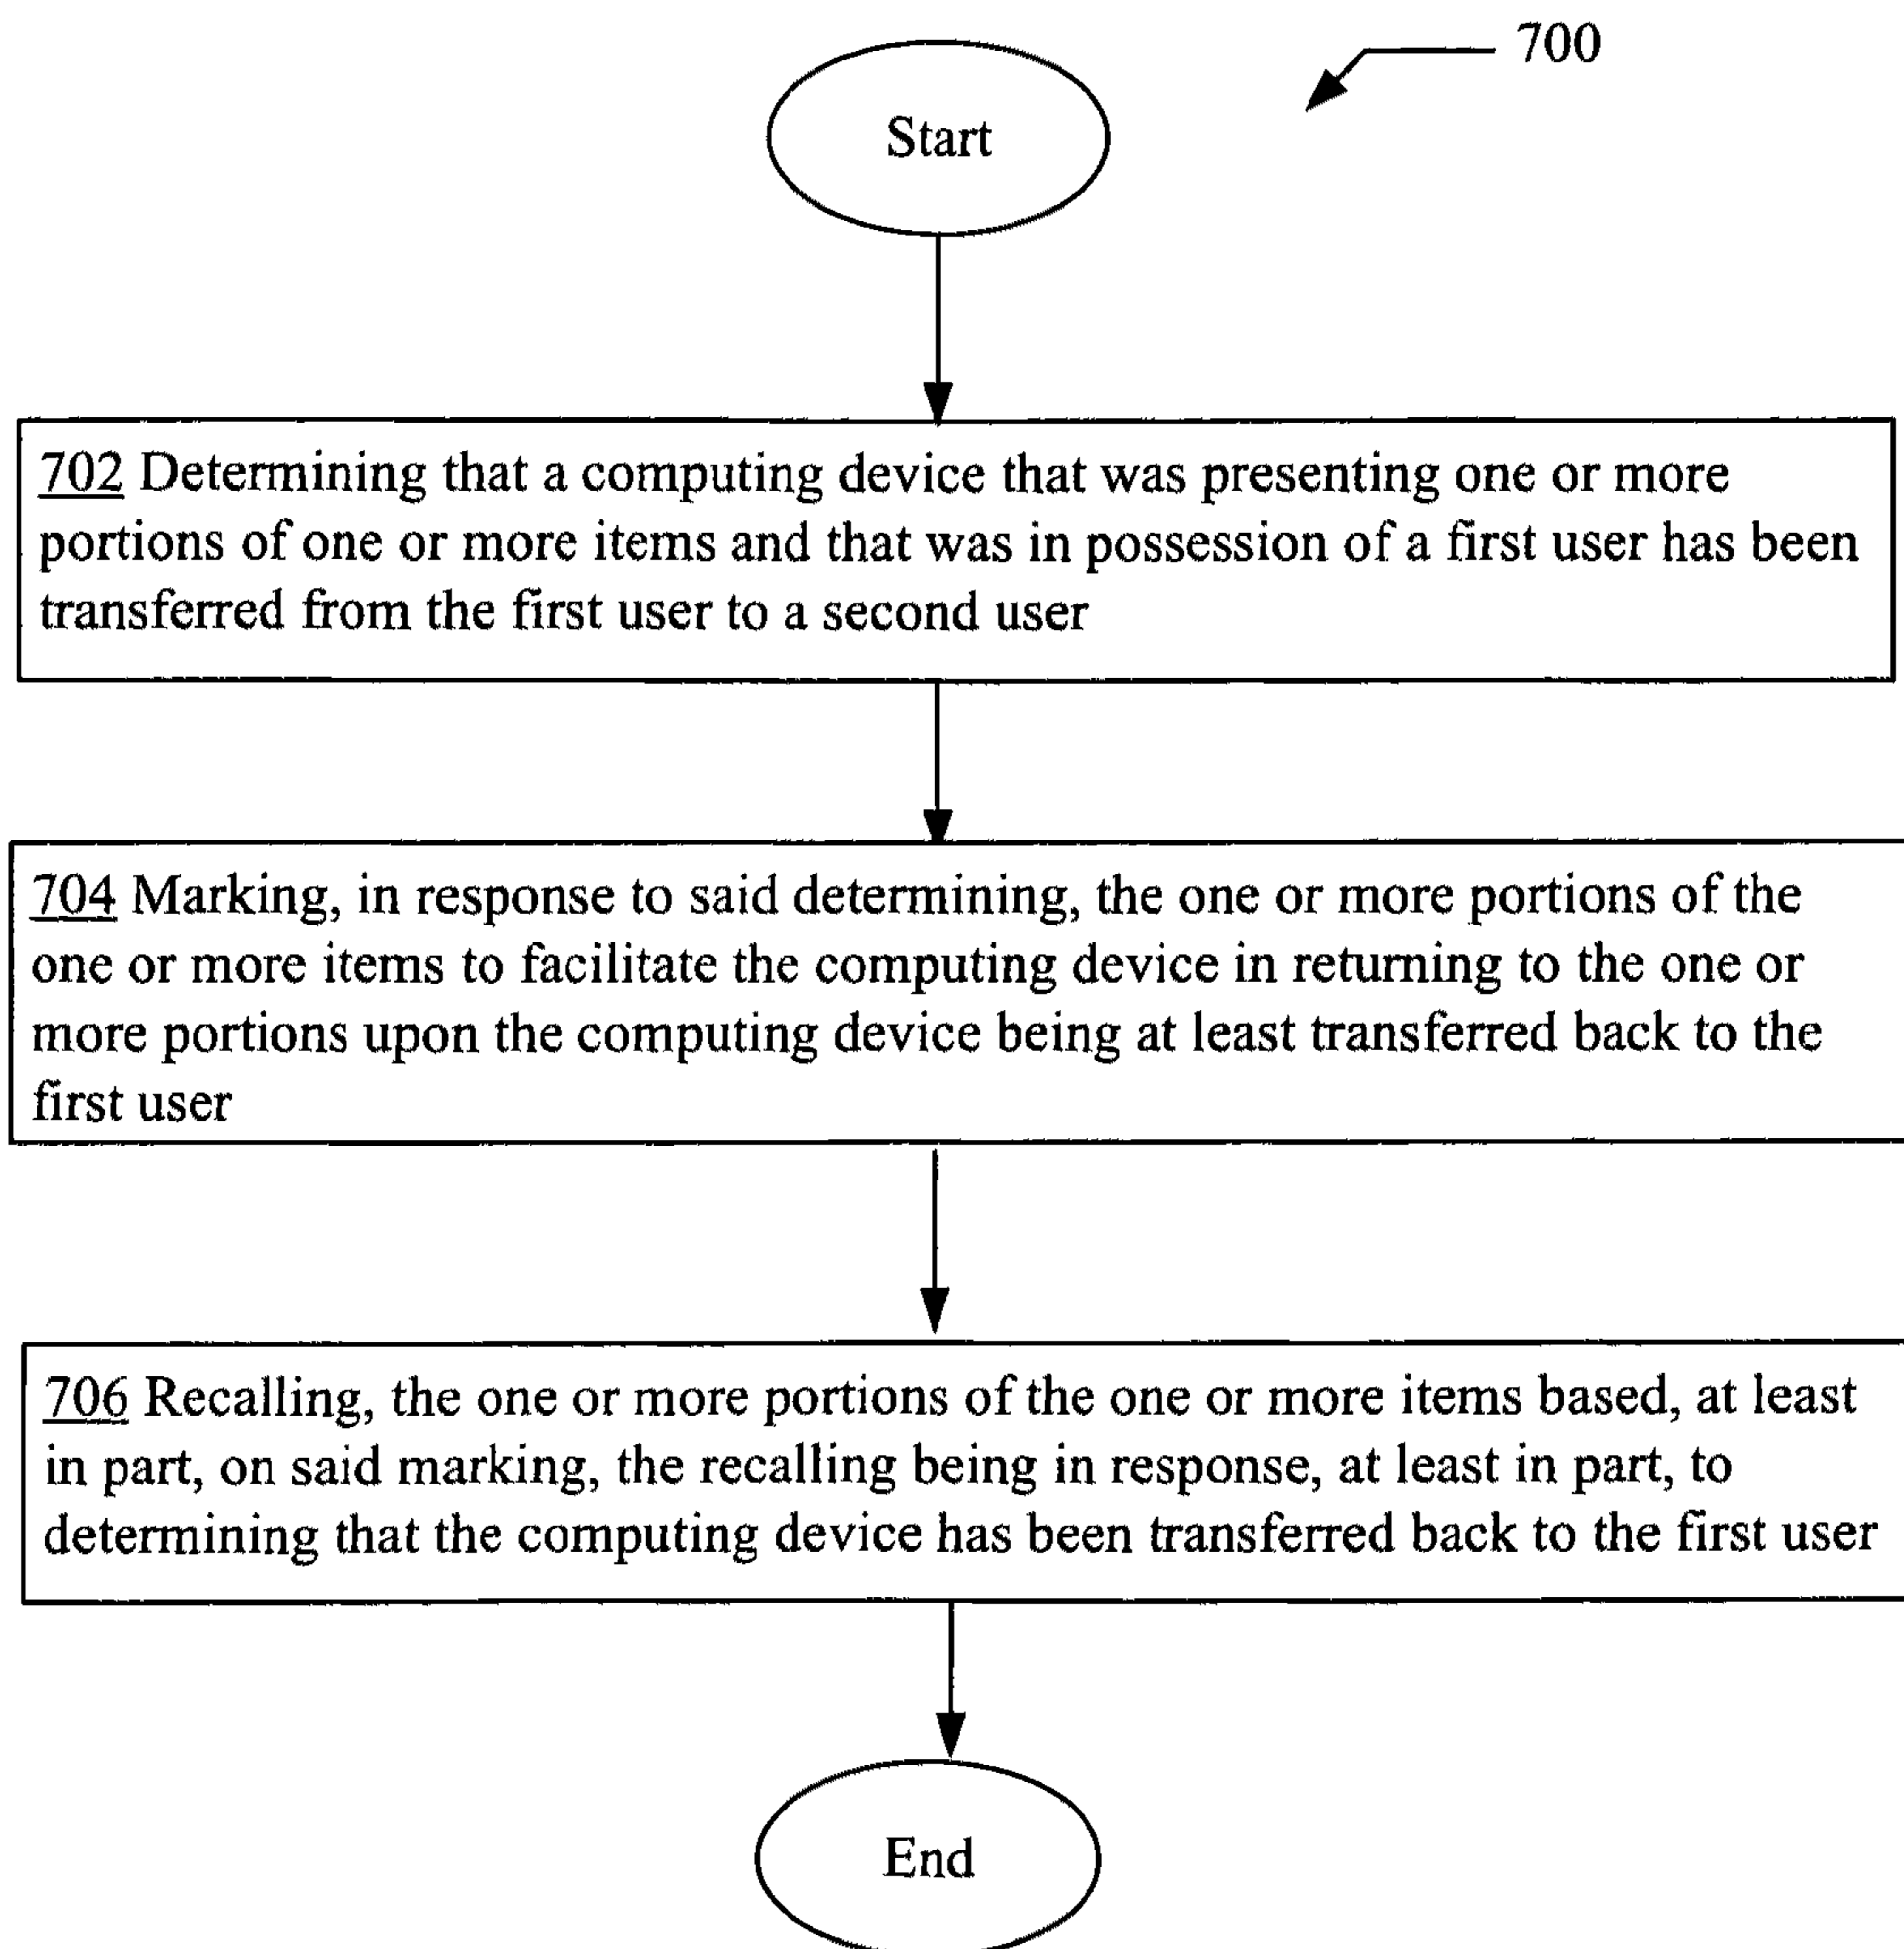 700
Start
702 Determining that a computing device that was presenting one or more
portions of one or more items and that was in possession of a first user has been
transferred from the first user to a second user
704 Marking, in response to said determining, the one or more portions of the
one or more items to facilitate the computing device in returning to the one or
more portions upon the computing device being at least transferred back to the
first user
706 Recalling, the one or more portions of the one or more items based, at least
in part, on said marking, the recalling being in response, at least in part, to
determining that the computing device has been transferred back to the first user
End